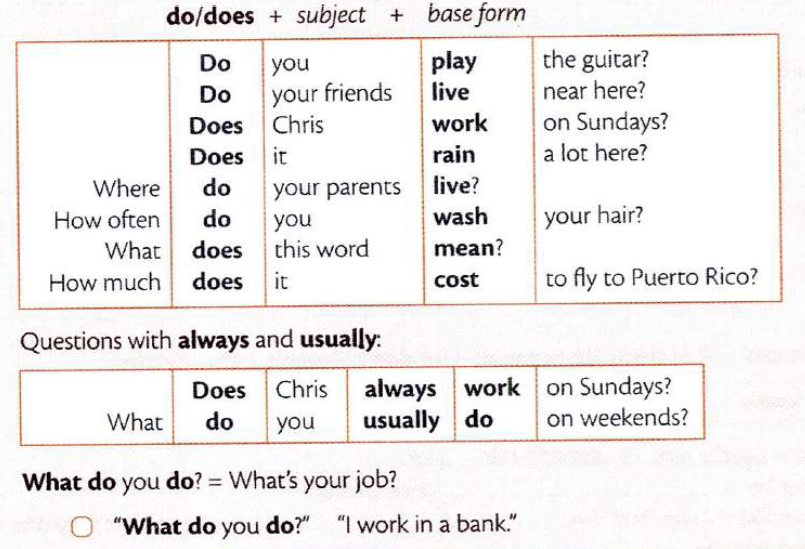 do/does + subject + base form
Do you play the guitar?
Do your friends live near here?
Does Chris work on Sundays?
Does it rain a lot here?
Where do your parents live?
How often do you wash your hair?
What does this word mean?
How much does it cost to fly to Puerto Rico?
Questions with always and usually:
Does Chris always work on Sundays?
What do you usually do on weekends?
What do you do? = What's your job?
"What do you do?" "I work in a bank."